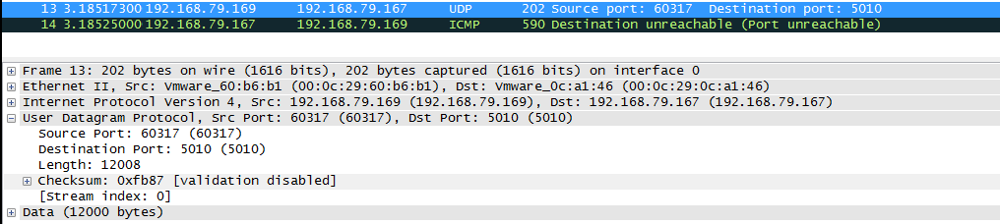 13 3.18517300 192.168.79.169 192.168.79.167 UDP 202 Source port: 60317 Destination port: 5010
14 3.18525000 192.168.79.167 192.168.79.169 ICMP 590 Destination unreachable (Port unreachable)
Frame 13: 202 bytes on wire (1616 bits), 202 bytes captured (1616 bits) on interface 0
Ethernet II, Src: Vmware_60:b6:b1 (00:0c:29:60:b6:b1), Dst: Vmware_0c:a1:46 (00:0c:29:0c:a1:46)
Internet Protocol Version 4, Src: 192.168.79.169 (192.168.79.169), Dst: 192.168.79.167 (192.168.79.167)
User Datagram Protocol, Src Port: 60317 (60317), Dst Port: 5010 (5010)
Source Port: 60317 (60317)
Destination Port: 5010 (5010)
Length: 12008
Checksum: 0xfb87 [validation disabled]
[Stream index: 0]
Data (12000 bytes)